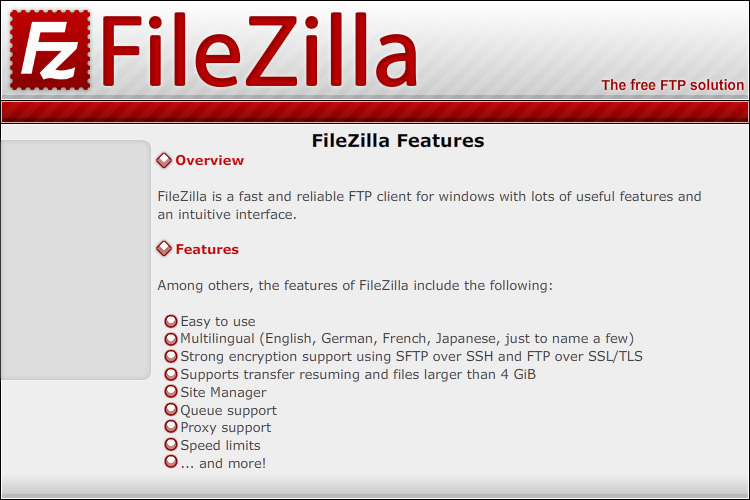 Fz FileZilla
The free FTP solution
FileZilla Features
Overview
FileZilla is a fast and reliable FTP client for windows with lots of useful features and
an intuitive interface.
Features
Among others, the features of FileZilla include the following:
Easy to use
Multilingual (English, German, French, Japanese, just to name a few)
Strong encryption support using SFTP over SSH and FTP over SSL/TLS
Supports transfer resuming and files larger than 4 GiB
Site Manager
Queue support
Proxy support
Speed limits
... and more!